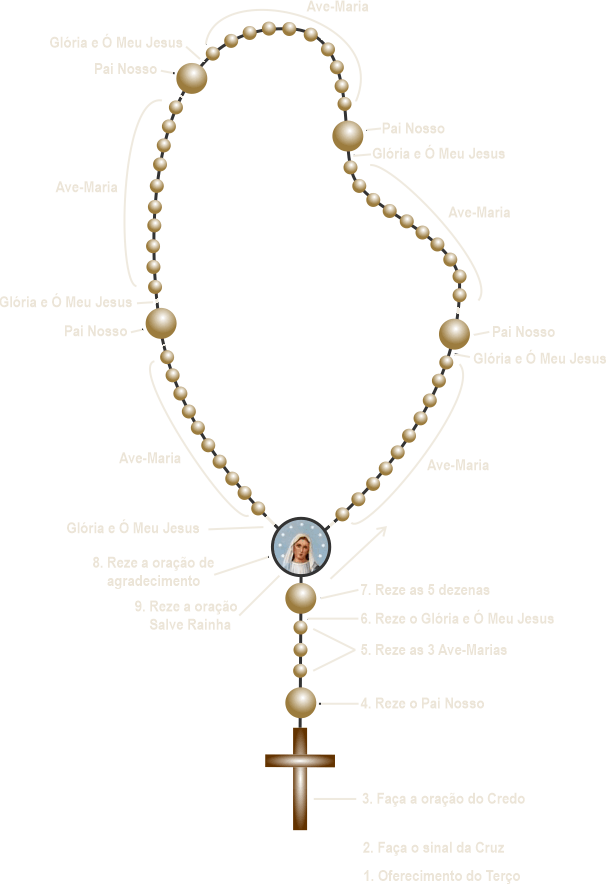 Ave-Maria
Glória e Ó Meu Jesus
Pai Nosso
Pai Nosso
Glória e Ó Meu Jesus
Ave-Maria
Ave-Maria
Glória e Ó Meu Jesus
Pai Nosso
Pai Nosso
Glória e Ó Meu Jesus
Ave-Maria
Ave-Maria
Glória e Ó Meu Jesus
8. Reze a oração de
agradecimento
9. Reze a oração
Salve Rainha
7. Reze as 5 dezenas
6. Reze o Glória e Ó Meu Jesus
5. Reze as 3 Ave-Marias
4. Reze o Pai Nosso
3. Faça a oração do Credo
2. Faça o sinal da Cruz
1. Oferecimento do Terço